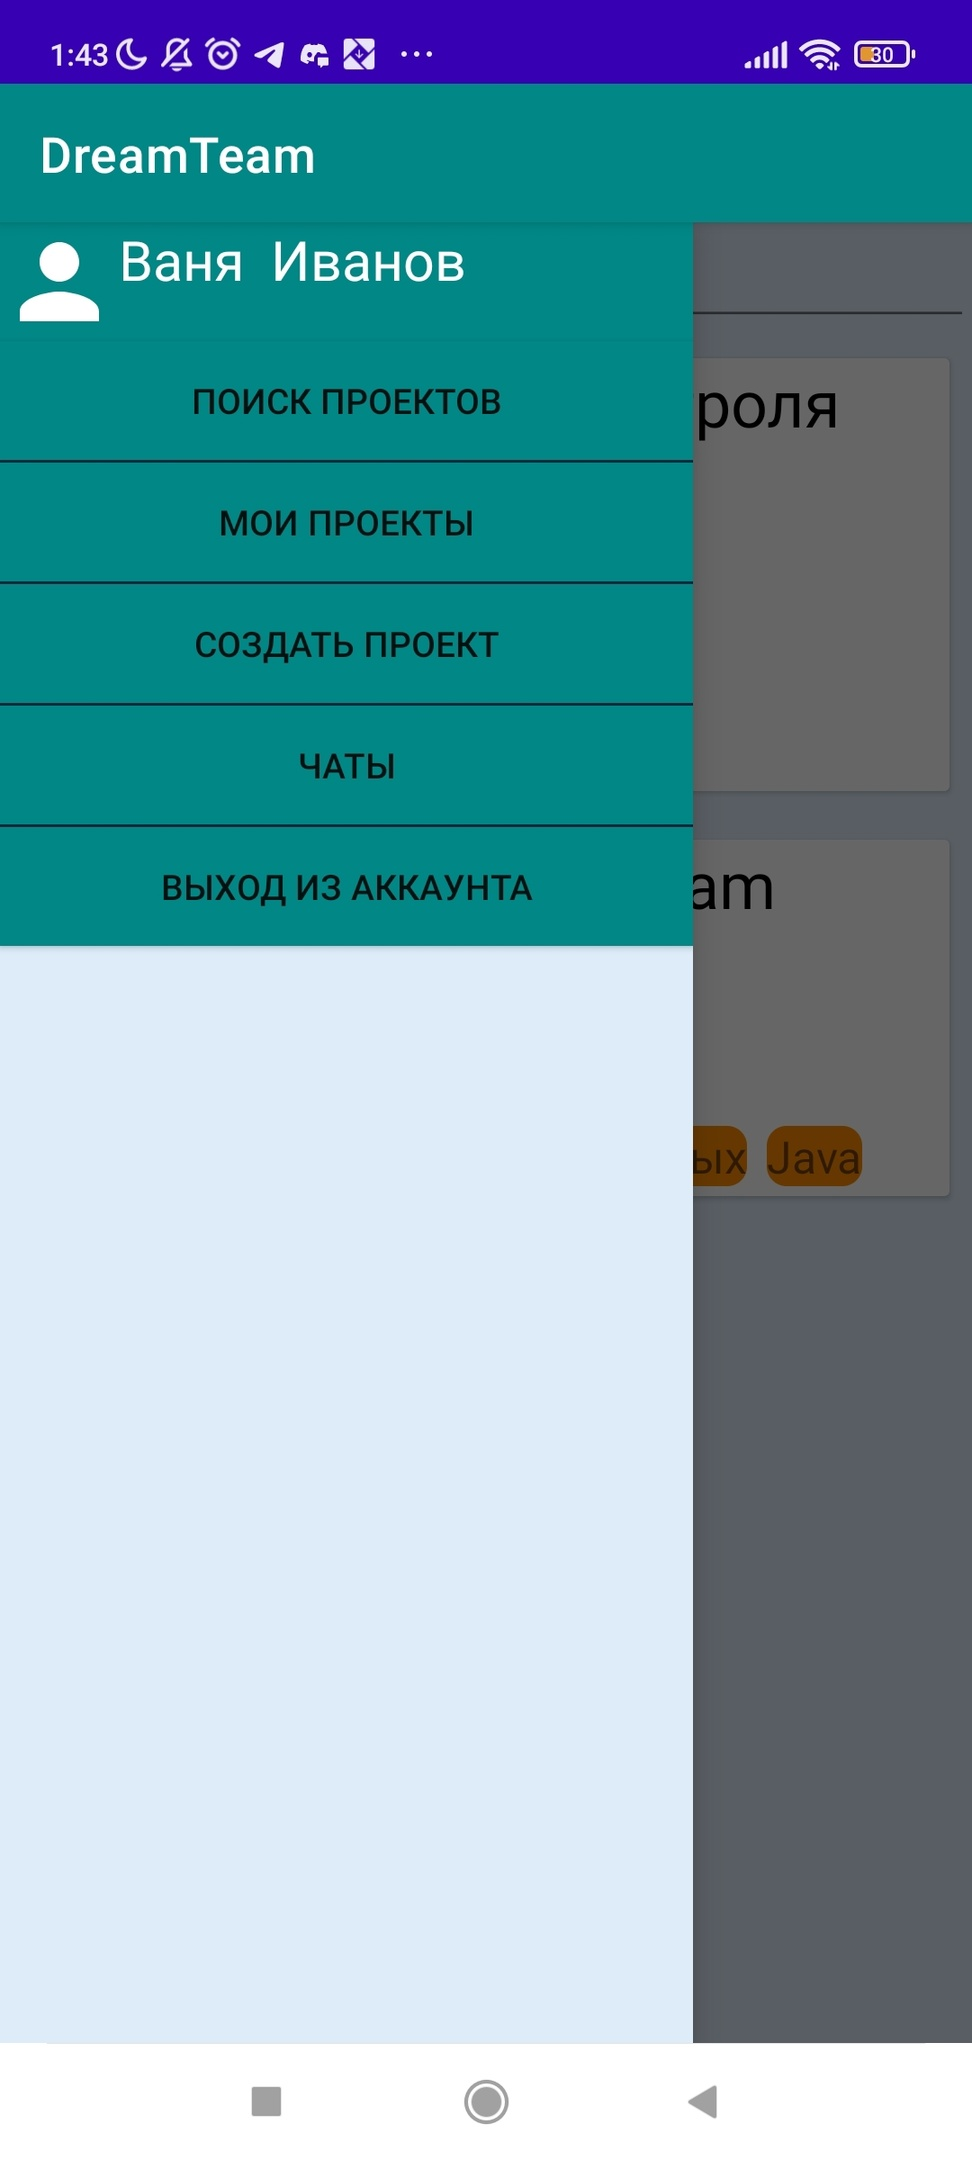 1:43
30
DreamTeam
Ваня Иванов
ПОИСК ПРОЕКТОВ
роля
МОИ ПРОЕКТЫ
СОЗДАТЬ ПРОЕКТ
ЧАТЫ
ВЫХОД ИЗ АККАУНТА
am
ых Java